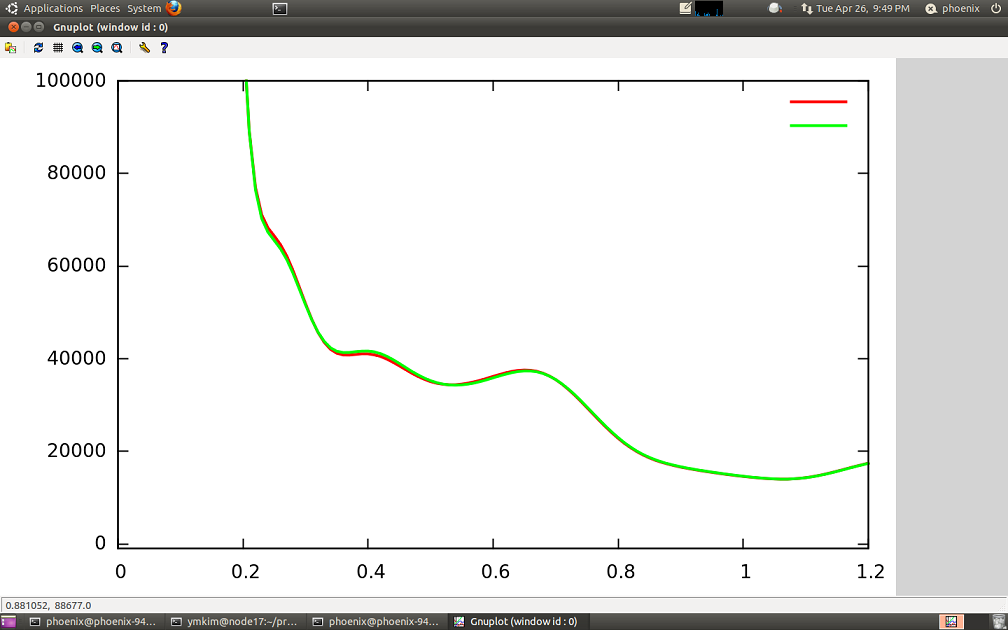 Applications Places System Tue Apr 26, 9:49 PM phoenix
Gnuplot (window id : 0)
100000
80000
60000
40000
20000
0
0 0.2 0.4 0.6 0.8 1 1.2
0.881052, 88677.0
phoenix@phoenix-94... ymkim@node17:~/pr... phoenix@phoenix-94... Gnuplot (window id : 0)